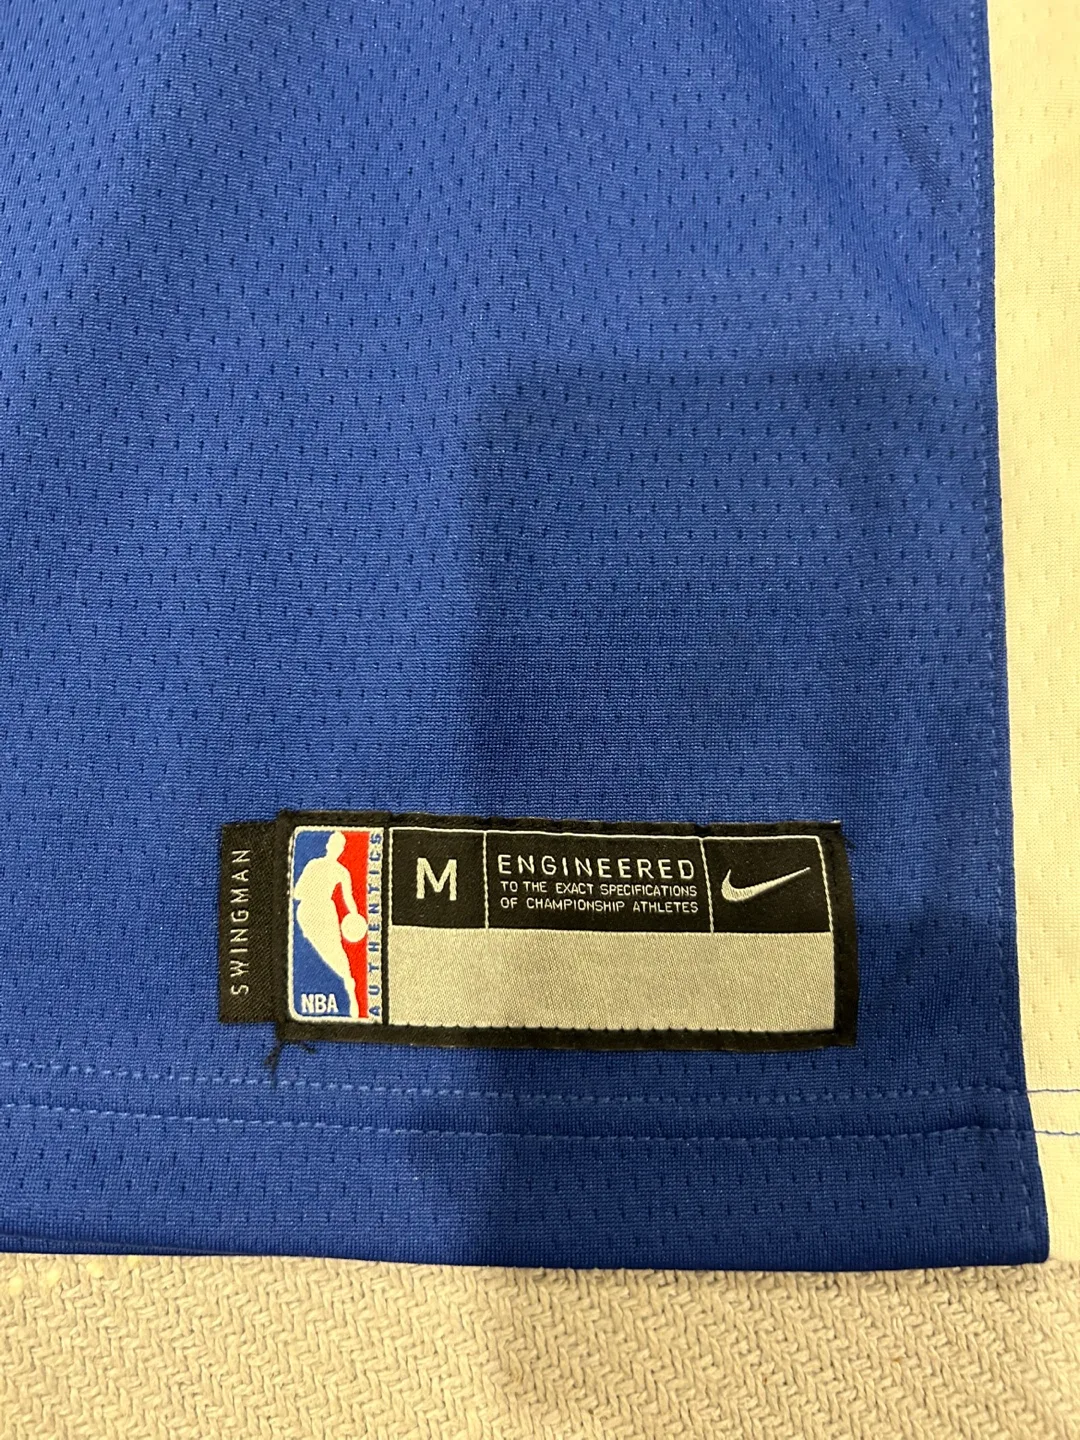 SWINGMAN
NBA
AUTHENTICS
M
ENGINEERED
TO THE EXACT SPECIFICATIONS
OF CHAMPIONSHIP ATHLETES